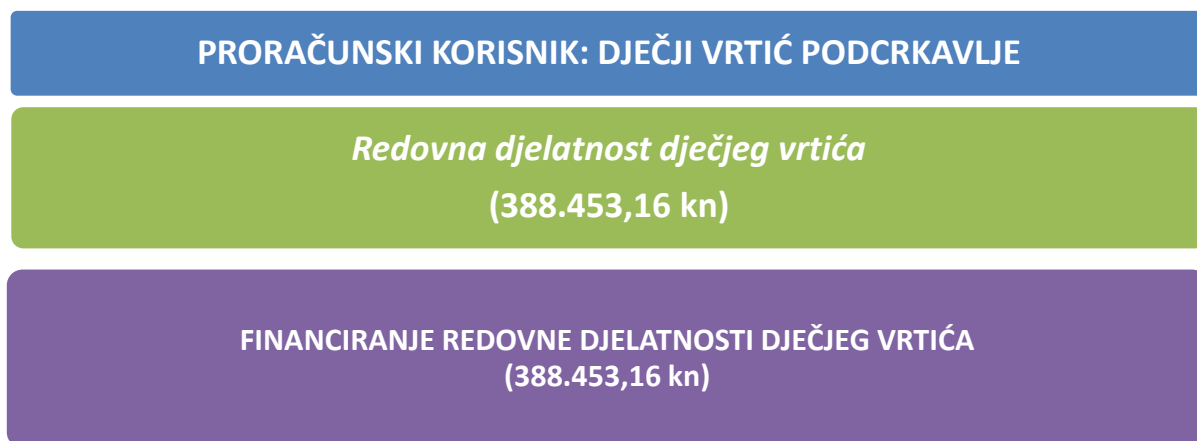 PRORAČUNSKI KORISNIK: DJEČJI VRTIĆ PODCRKAVLJE
Redovna djelatnost dječjeg vrtića
(388.453,16 kn)
FINANCIRANJE REDOVNE DJELATNOSTI DJEČJEG VRTIĆA
(388.453,16 kn)